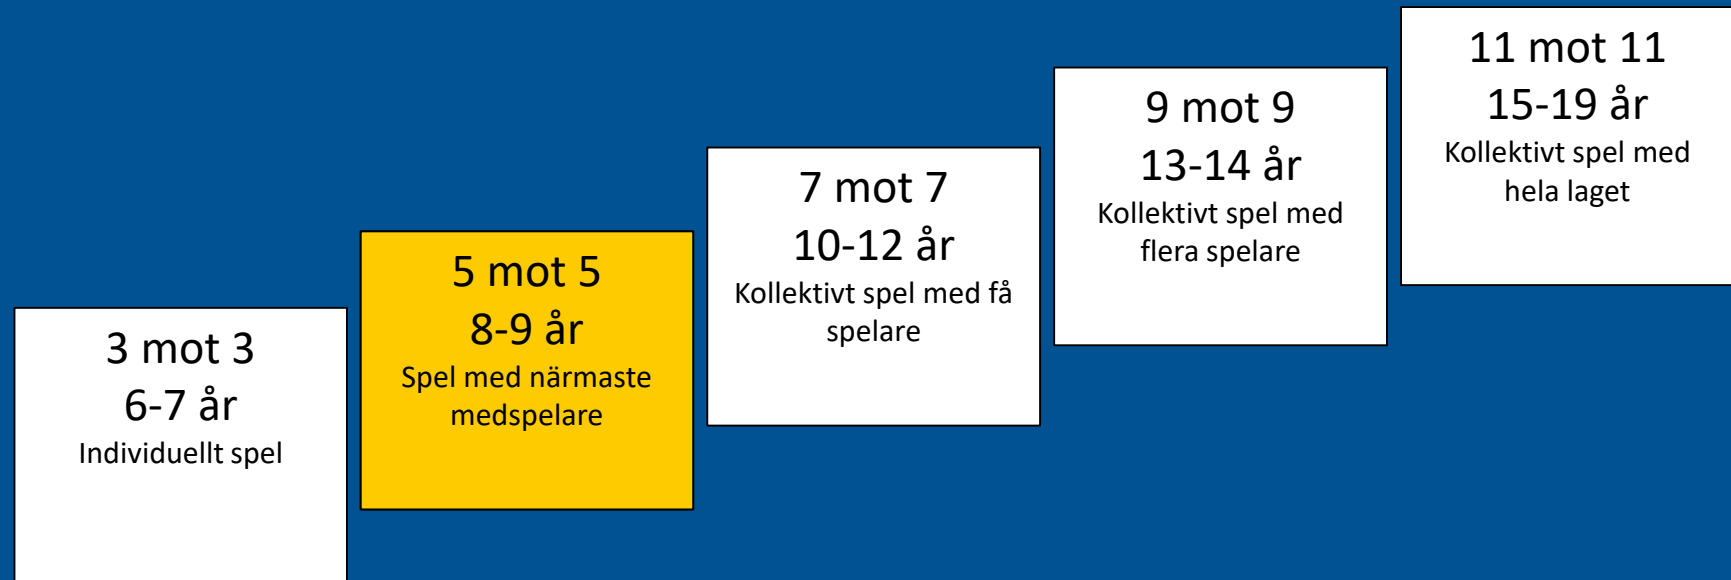 3 mot 3
6-7 år
Individuellt spel
5 mot 5
8-9 år
Spel med närmaste
medspelare
7 mot 7
10-12 år
Kollektivt spel med få
spelare
9 mot 9
13-14 år
Kollektivt spel med
flera spelare
11 mot 11
15-19 år
Kollektivt spel med
hela laget